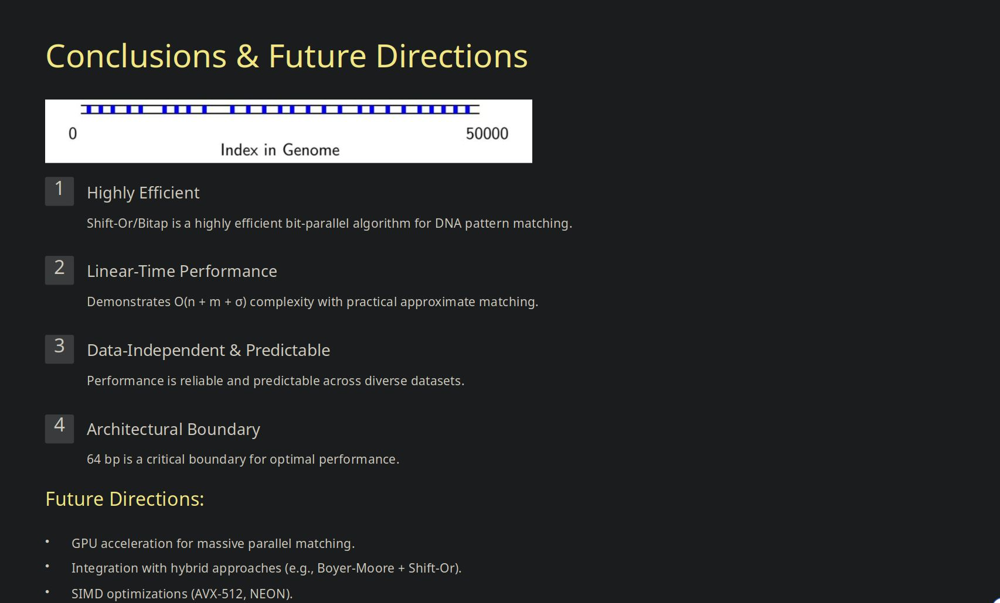 Conclusions & Future Directions
0
50000
Index in Genome
1
Highly Efficient
Shift-Or/Bitap is a highly efficient bit-parallel algorithm for DNA pattern matching.
2
Linear-Time Performance
Demonstrates O(n + m + σ) complexity with practical approximate matching.
3
Data-Independent & Predictable
Performance is reliable and predictable across diverse datasets.
4
Architectural Boundary
64 bp is a critical boundary for optimal performance.
Future Directions:
• GPU acceleration for massive parallel matching.
• Integration with hybrid approaches (e.g., Boyer-Moore + Shift-Or).
• SIMD optimizations (AVX-512, NEON).